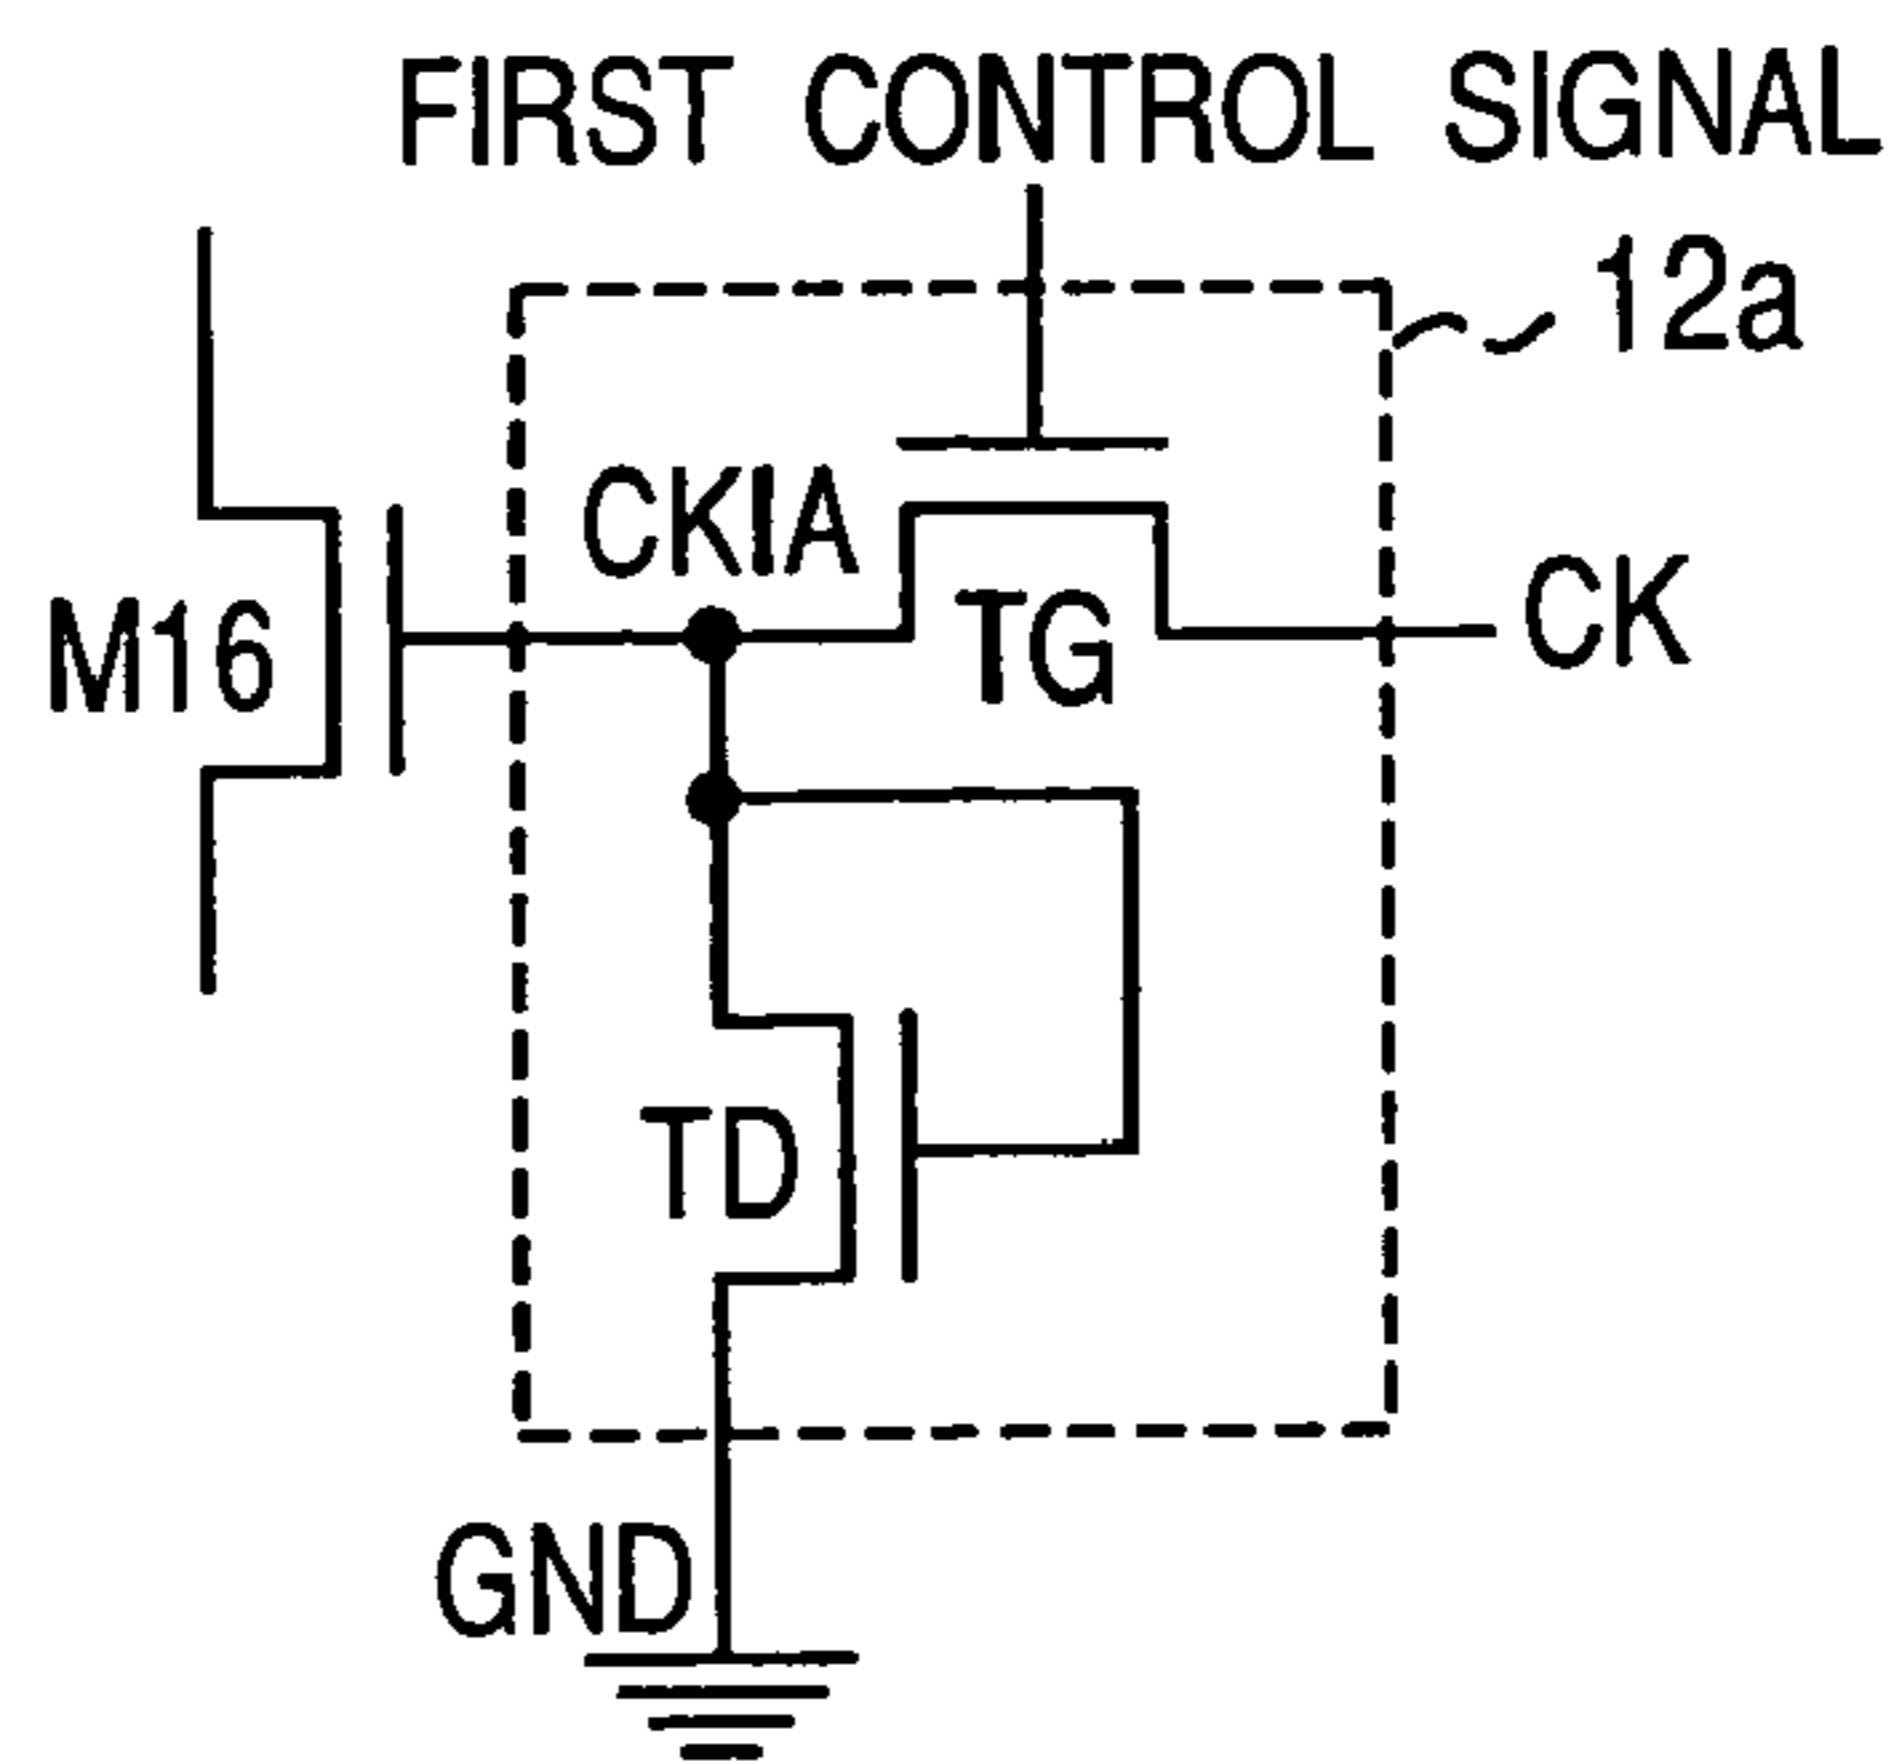 FIRST CONTROL SIGNAL
12a
CKIA
CK
M16
TG
TD
GND